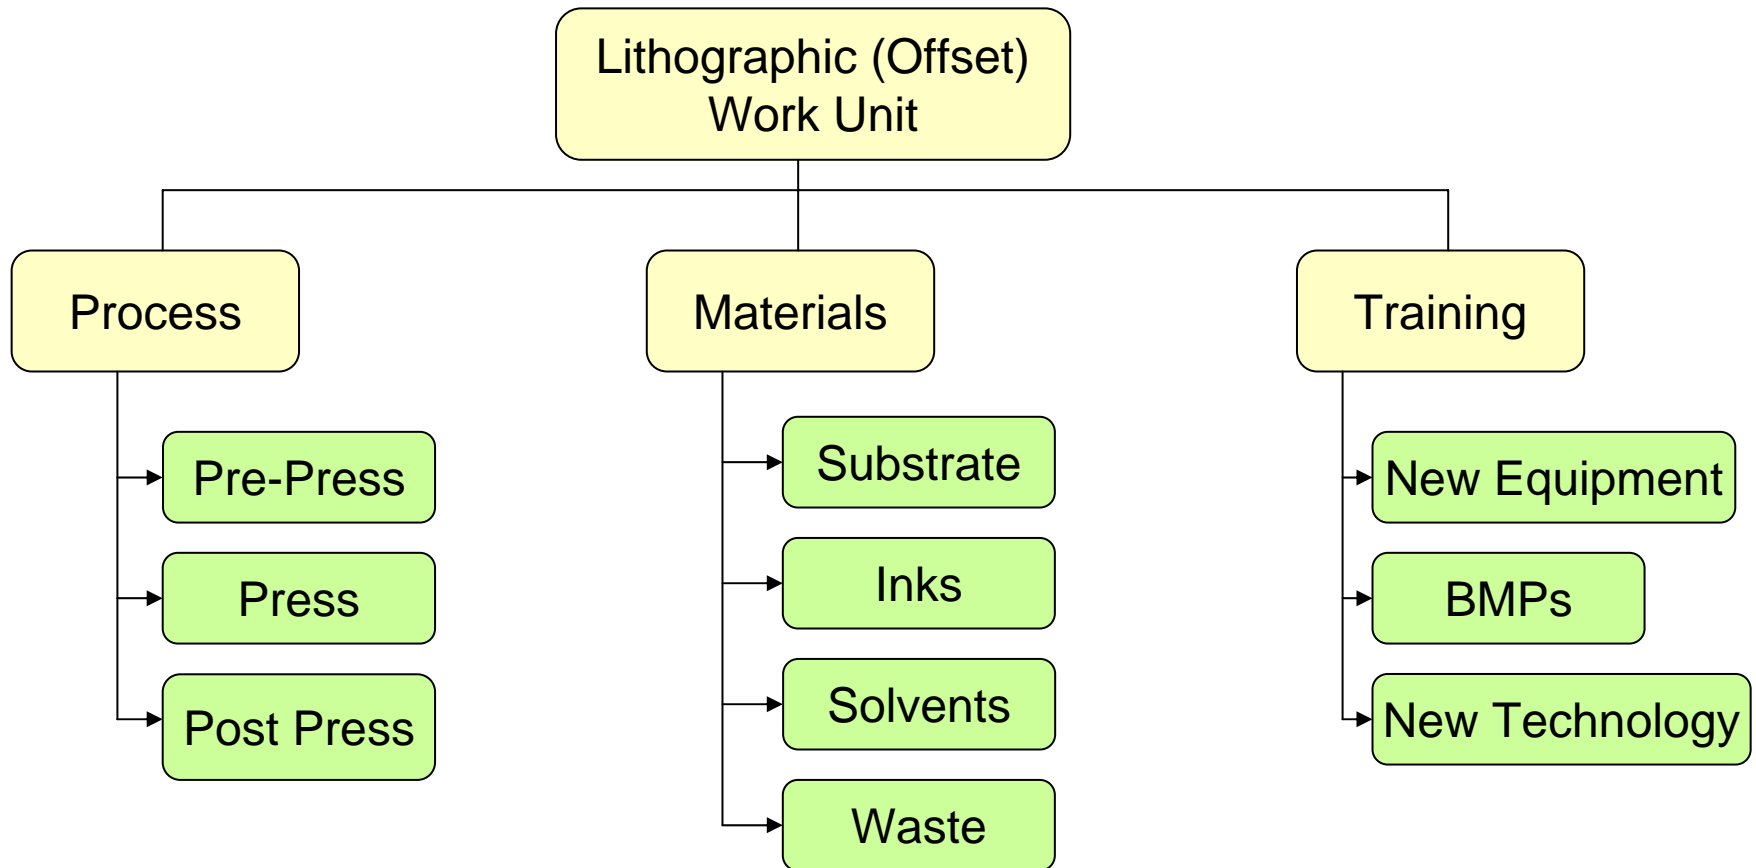 Lithographic (Offset)
Work Unit
Process
Materials
Training
Pre-Press
Press
Post Press
Substrate
Inks
Solvents
Waste
New Equipment
BMPs
New Technology